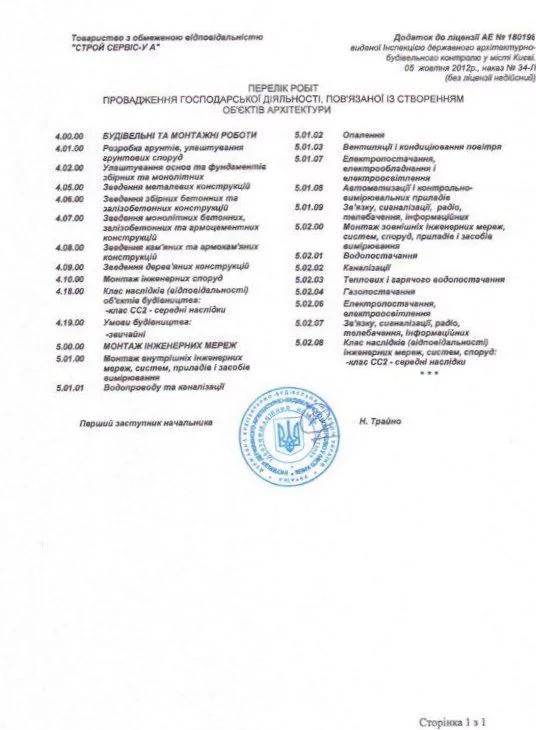 Товариство з обмеженою відповідальністю
"СТРОЙ СЕРВІС-У А"
Додаток до ліцензії АЕ № 180198
виданої Інспекцією державного архітектурно-
будівельного контролю у місті Києві
05 жовтня 2012р., наказ № 34-Л
(без ліцензії недійсний)
ПЕРЕЛІК РОБІТ
ПРОВАДЖЕННЯ ГОСПОДАРСЬКОЇ ДІЯЛЬНОСТІ, ПОВ'ЯЗАНОЇ ІЗ СТВОРЕННЯМ
ОБ'ЄКТІВ АРХІТЕКТУРИ
4.00.00 БУДІВЕЛЬНІ ТА МОНТАЖНІ РОБОТИ
4.01.00 Розробка ґрунтів, улаштування
ґрунтових споруд
4.02.00 Улаштування основ та фундаментів
збірних та монолітних
4.05.00 Зведення металевих конструкцій
4.06.00 Зведення збірних бетонних та
залізобетонних конструкцій
4.07.00 Зведення монолітних бетонних,
залізобетонних та армоцементних
конструкцій
4.08.00 Зведення кам'яних та армокам'яних
конструкцій
4.09.00 Зведення дерев'яних конструкцій
4.10.00 Монтаж інженерних споруд
4.18.00 Клас наслідків (відповідальності)
об'єктів будівництва:
-клас СС2 - середні наслідки
4.19.00 Умови будівництва:
-звичайні
5.00.00 МОНТАЖ ІНЖЕНЕРНИХ МЕРЕЖ
5.01.00 Монтаж внутрішніх інженерних
мереж, систем, приладів і засобів
вимірювання
5.01.01 Водопроводу та каналізації
5.01.02 Опалення
5.01.03 Вентиляції і кондиціювання повітря
5.01.07 Електропостачання,
електрообладнання і
електроосвітлення
5.01.08 Автоматизації і контрольно-
вимірювальних приладів
5.01.09 Зв'язку, сигналізації, радіо,
телебачення, інформаційних
5.02.00 Монтаж зовнішніх інженерних мереж,
систем, споруд, приладів і засобів
вимірювання
5.02.01 Водопостачання
5.02.02 Каналізації
5.02.03 Теплових і гарячого водопостачання
5.02.04 Газопостачання
5.02.06 Електропостачання,
електроосвітлення
5.02.07 Зв'язку, сигналізації, радіо,
телебачення, інформаційних
5.02.08 Клас наслідків (відповідальності)
інженерних мереж, систем, споруд:
-клас СС2 - середні наслідки
* * *
Перший заступник начальника
Н. Трайно
Сторінка 1 з 1